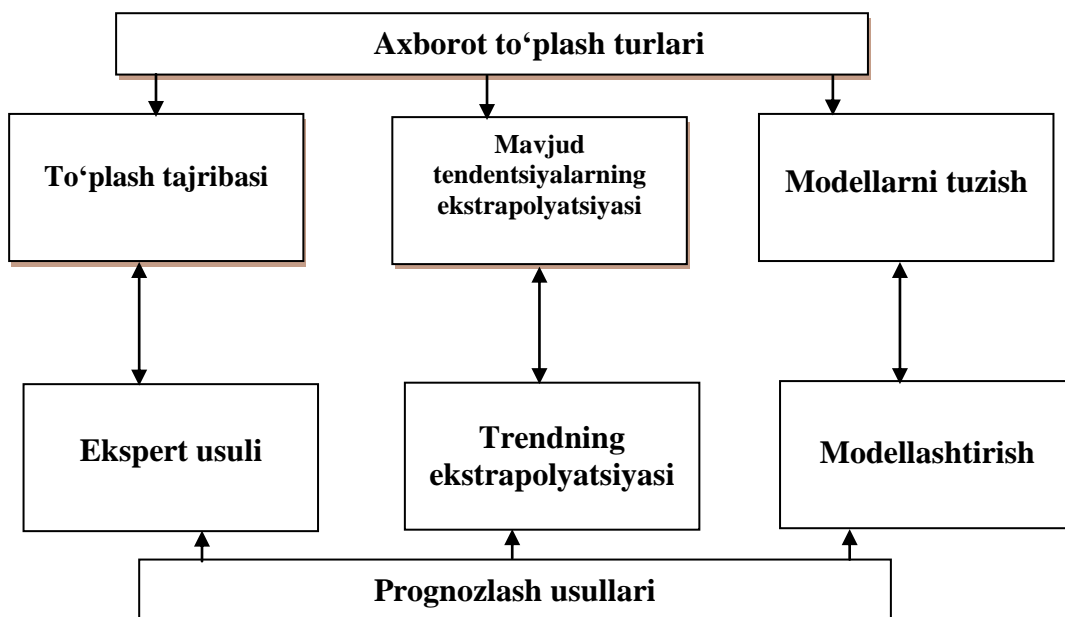 Axborot to‘plash turlari
To‘plash tajribasi
Mavjud
tendentsiyalarning
ekstrapolyatsiyasi
Modellarni tuzish
Ekspert usuli
Trendning
ekstrapolyatsiyasi
Modellashtirish
Prognozlash usullari